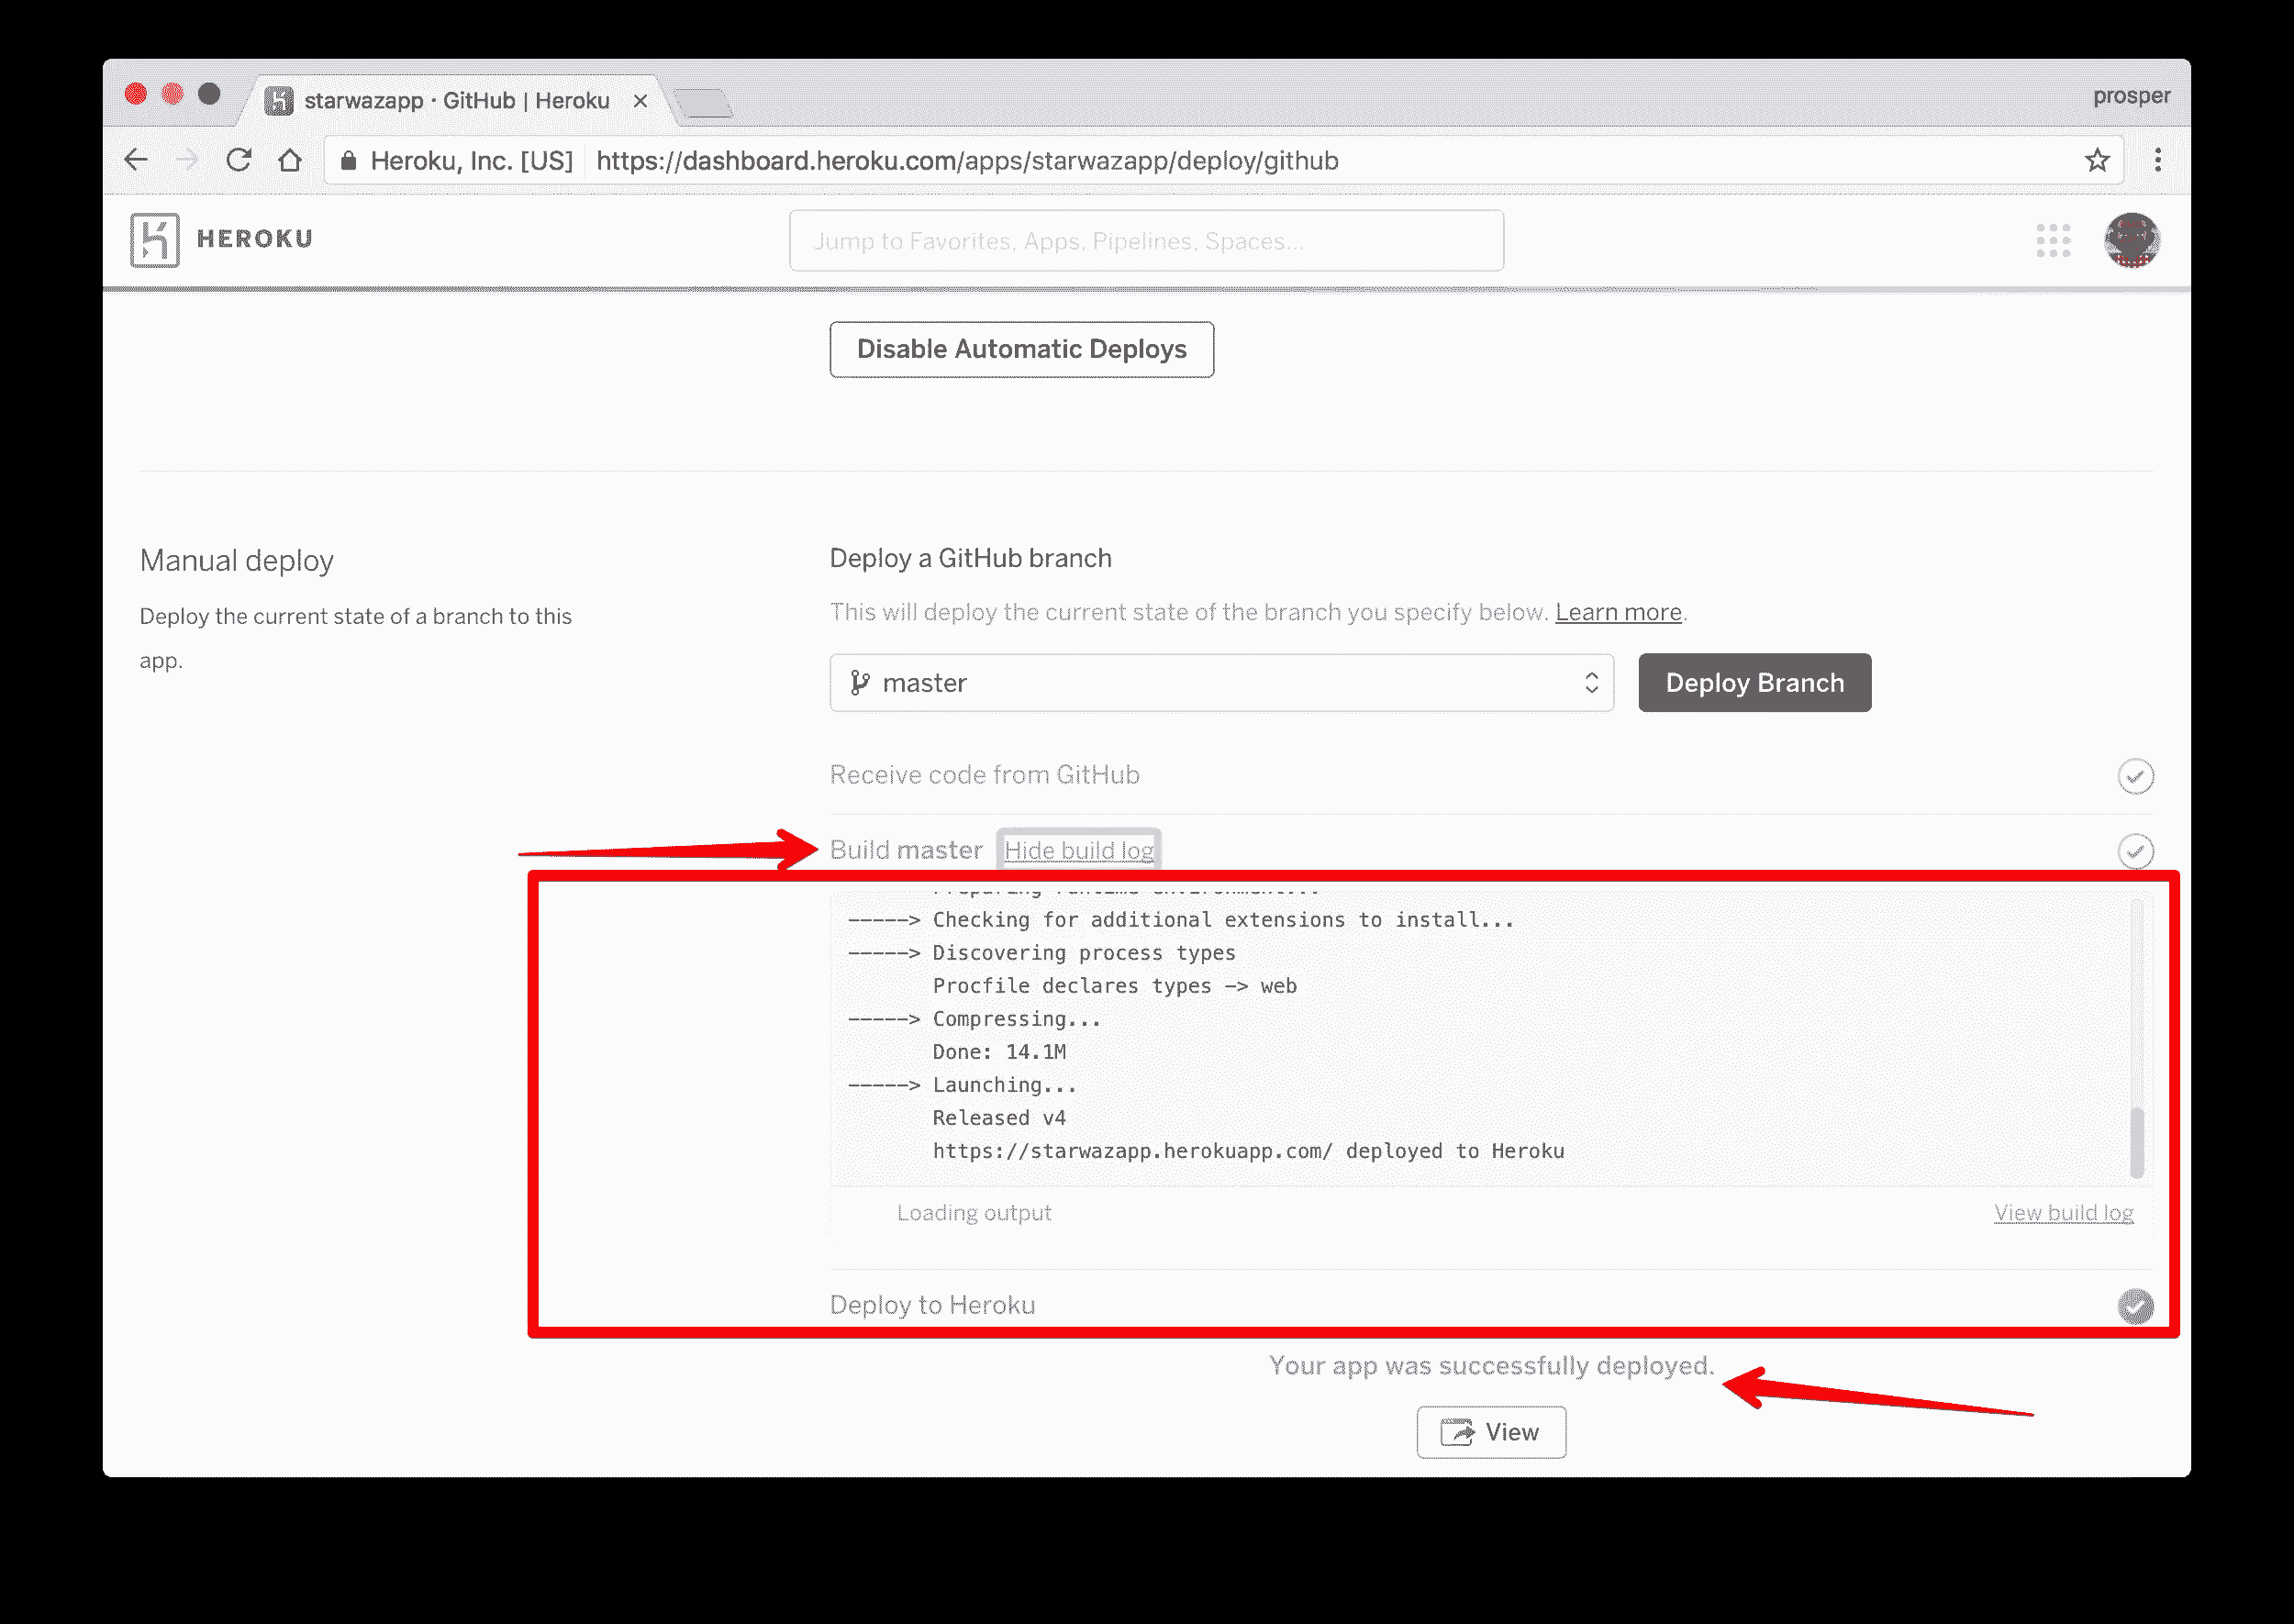 starwazapp · GitHub | Heroku
prosper
Heroku, Inc. [US] https://dashboard.heroku.com/apps/starwazapp/deploy/github
HEROKU
Jump to Favorites, Apps, Pipelines, Spaces...
Disable Automatic Deploys
Manual deploy
Deploy the current state of a branch to this
app.
Deploy a GitHub branch
This will deploy the current state of the branch you specify below. Learn more.
master
Deploy Branch
Receive code from GitHub
Build master Hide build log
Preparing runtime environment...
-----> Checking for additional extensions to install...
-----> Discovering process types
Procfile declares types -> web
-----> Compressing...
Done: 14.1M
-----> Launching...
Released v4
https://starwazapp.herokuapp.com/ deployed to Heroku
Loading output
View build log
Deploy to Heroku
Your app was successfully deployed.
View